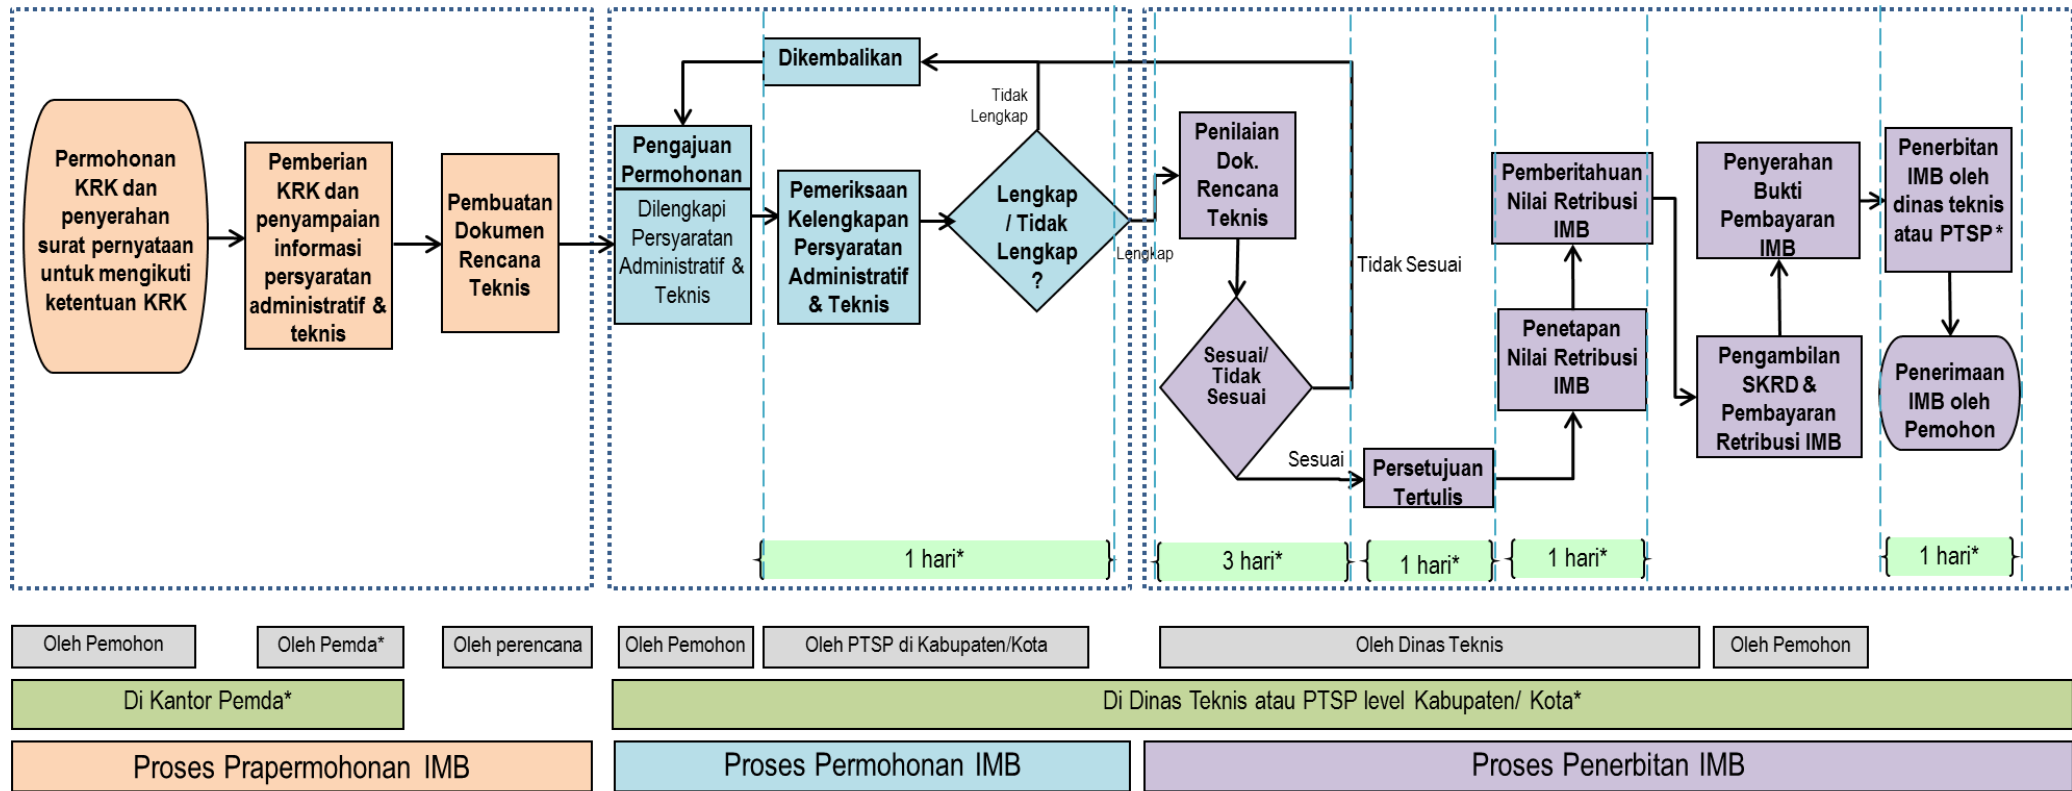 Permohonan
KRK dan
penyerahan
surat pernyataan
untuk mengikuti
ketentuan KRK
Pemberian
KRK dan
penyampaian
informasi
persyaratan
administratif &
teknis
Pembuatan
Dokumen
Rencana
Teknis
Dikembalikan
Pengajuan
Permohonan
Dilengkapi
Persyaratan
Administratif &
Teknis
Pemeriksaan
Kelengkapan
Persyaratan
Administratif
& Teknis
Tidak
Lengkap
Lengkap
/ Tidak
Lengkap
?
Lengkap
Penilaian
Dok.
Rencana
Teknis
Sesuai/
Tidak
Sesuai
Tidak Sesuai
Sesuai
Persetujuan
Tertulis
Pemberitahuan
Nilai Retribusi
IMB
Penetapan
Nilai Retribusi
IMB
Penyerahan
Bukti
Pembayaran
IMB
Pengambilan
SKRD &
Pembayaran
Retribusi IMB
Penerbitan
IMB oleh
dinas teknis
atau PTSP*
Penerimaan
IMB oleh
Pemohon
1 hari*
3 hari*
1 hari*
1 hari*
1 hari*
Oleh Pemohon
Oleh Pemda*
Oleh perencana
Oleh Pemohon
Oleh PTSP di Kabupaten/Kota
Oleh Dinas Teknis
Oleh Pemohon
Di Kantor Pemda*
Di Dinas Teknis atau PTSP level Kabupaten/ Kota*
Proses Prapermohonan IMB
Proses Permohonan IMB
Proses Penerbitan IMB